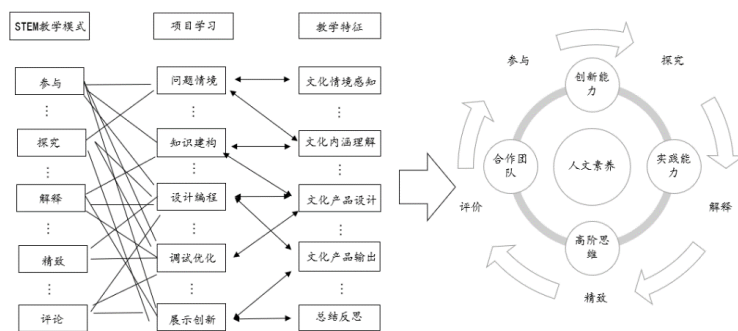 STEM教学模式
项目学习
教学特征
参与
问题情境
文化情境感知
探究
知识建构
文化内涵理解
解释
设计编程
文化产品设计
精致
调试优化
文化产品输出
评论
展示创新
总结反思
参与
探究
创新能
力
合作团
队
人文素养
实践能
力
评价
解释
高阶思
维
精致